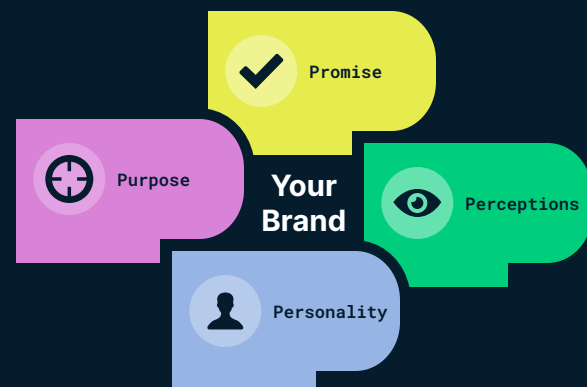 Promise
Purpose
Your
Brand
Perceptions
Personality